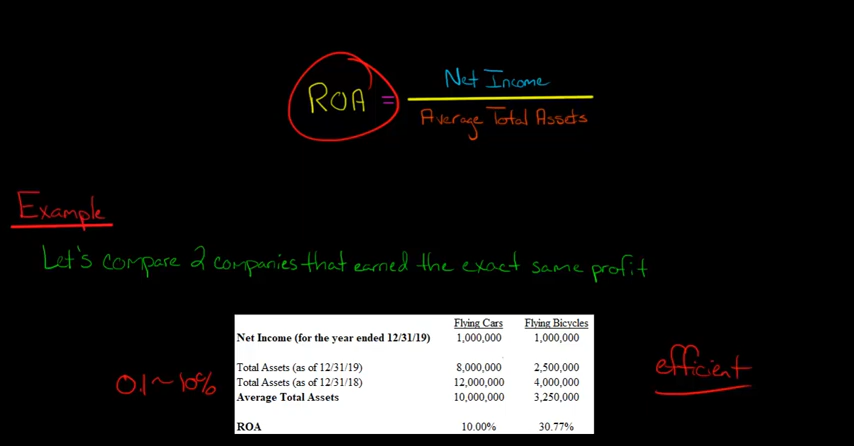 ROA = Net Income
Average Total Assets
Example
Let's compare 2 companies that earned the exact same profit
Flying Cars Flying Bicycles
Net Income (for the year ended 12/31/19) 1,000,000 1,000,000
Total Assets (as of 12/31/19) 8,000,000 2,500,000
Total Assets (as of 12/31/18) 12,000,000 4,000,000
Average Total Assets 10,000,000 3,250,000
ROA 10.00% 30.77%
0.1 ~ 10%
efficient